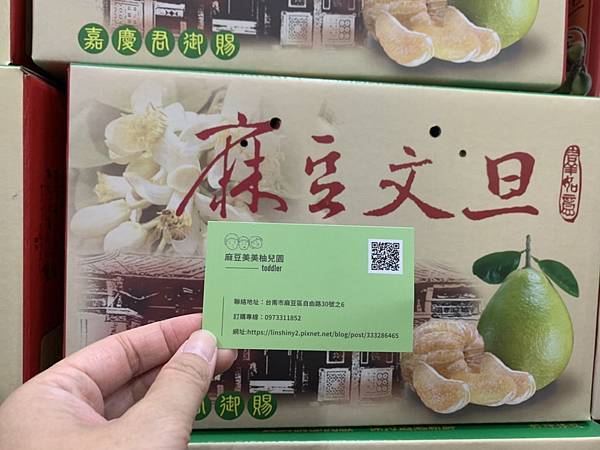 嘉慶君御賜
麻豆文旦
麻豆美美柚兒園
toddler
聯絡地址：台南市麻豆區自由路30號之6
訂購專線：0973311852
網址:https://linshiny2.pixnet.net/blog/post/333286465
御賜